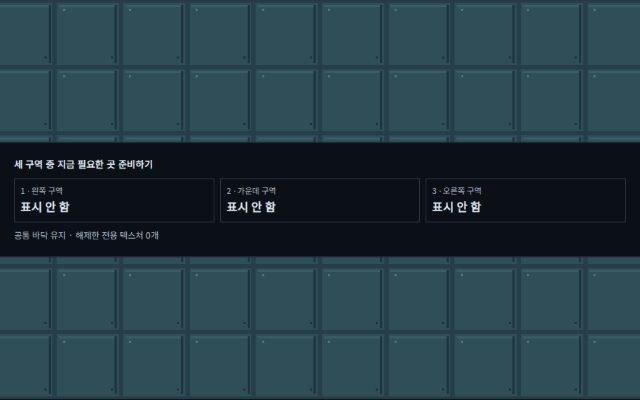 세 구역 중 지금 필요한 곳 준비하기
1 · 왼쪽 구역
표시 안 함
2 · 가운데 구역
표시 안 함
3 · 오른쪽 구역
표시 안 함
공통 바닥 유지 · 해제한 전용 텍스처 0개